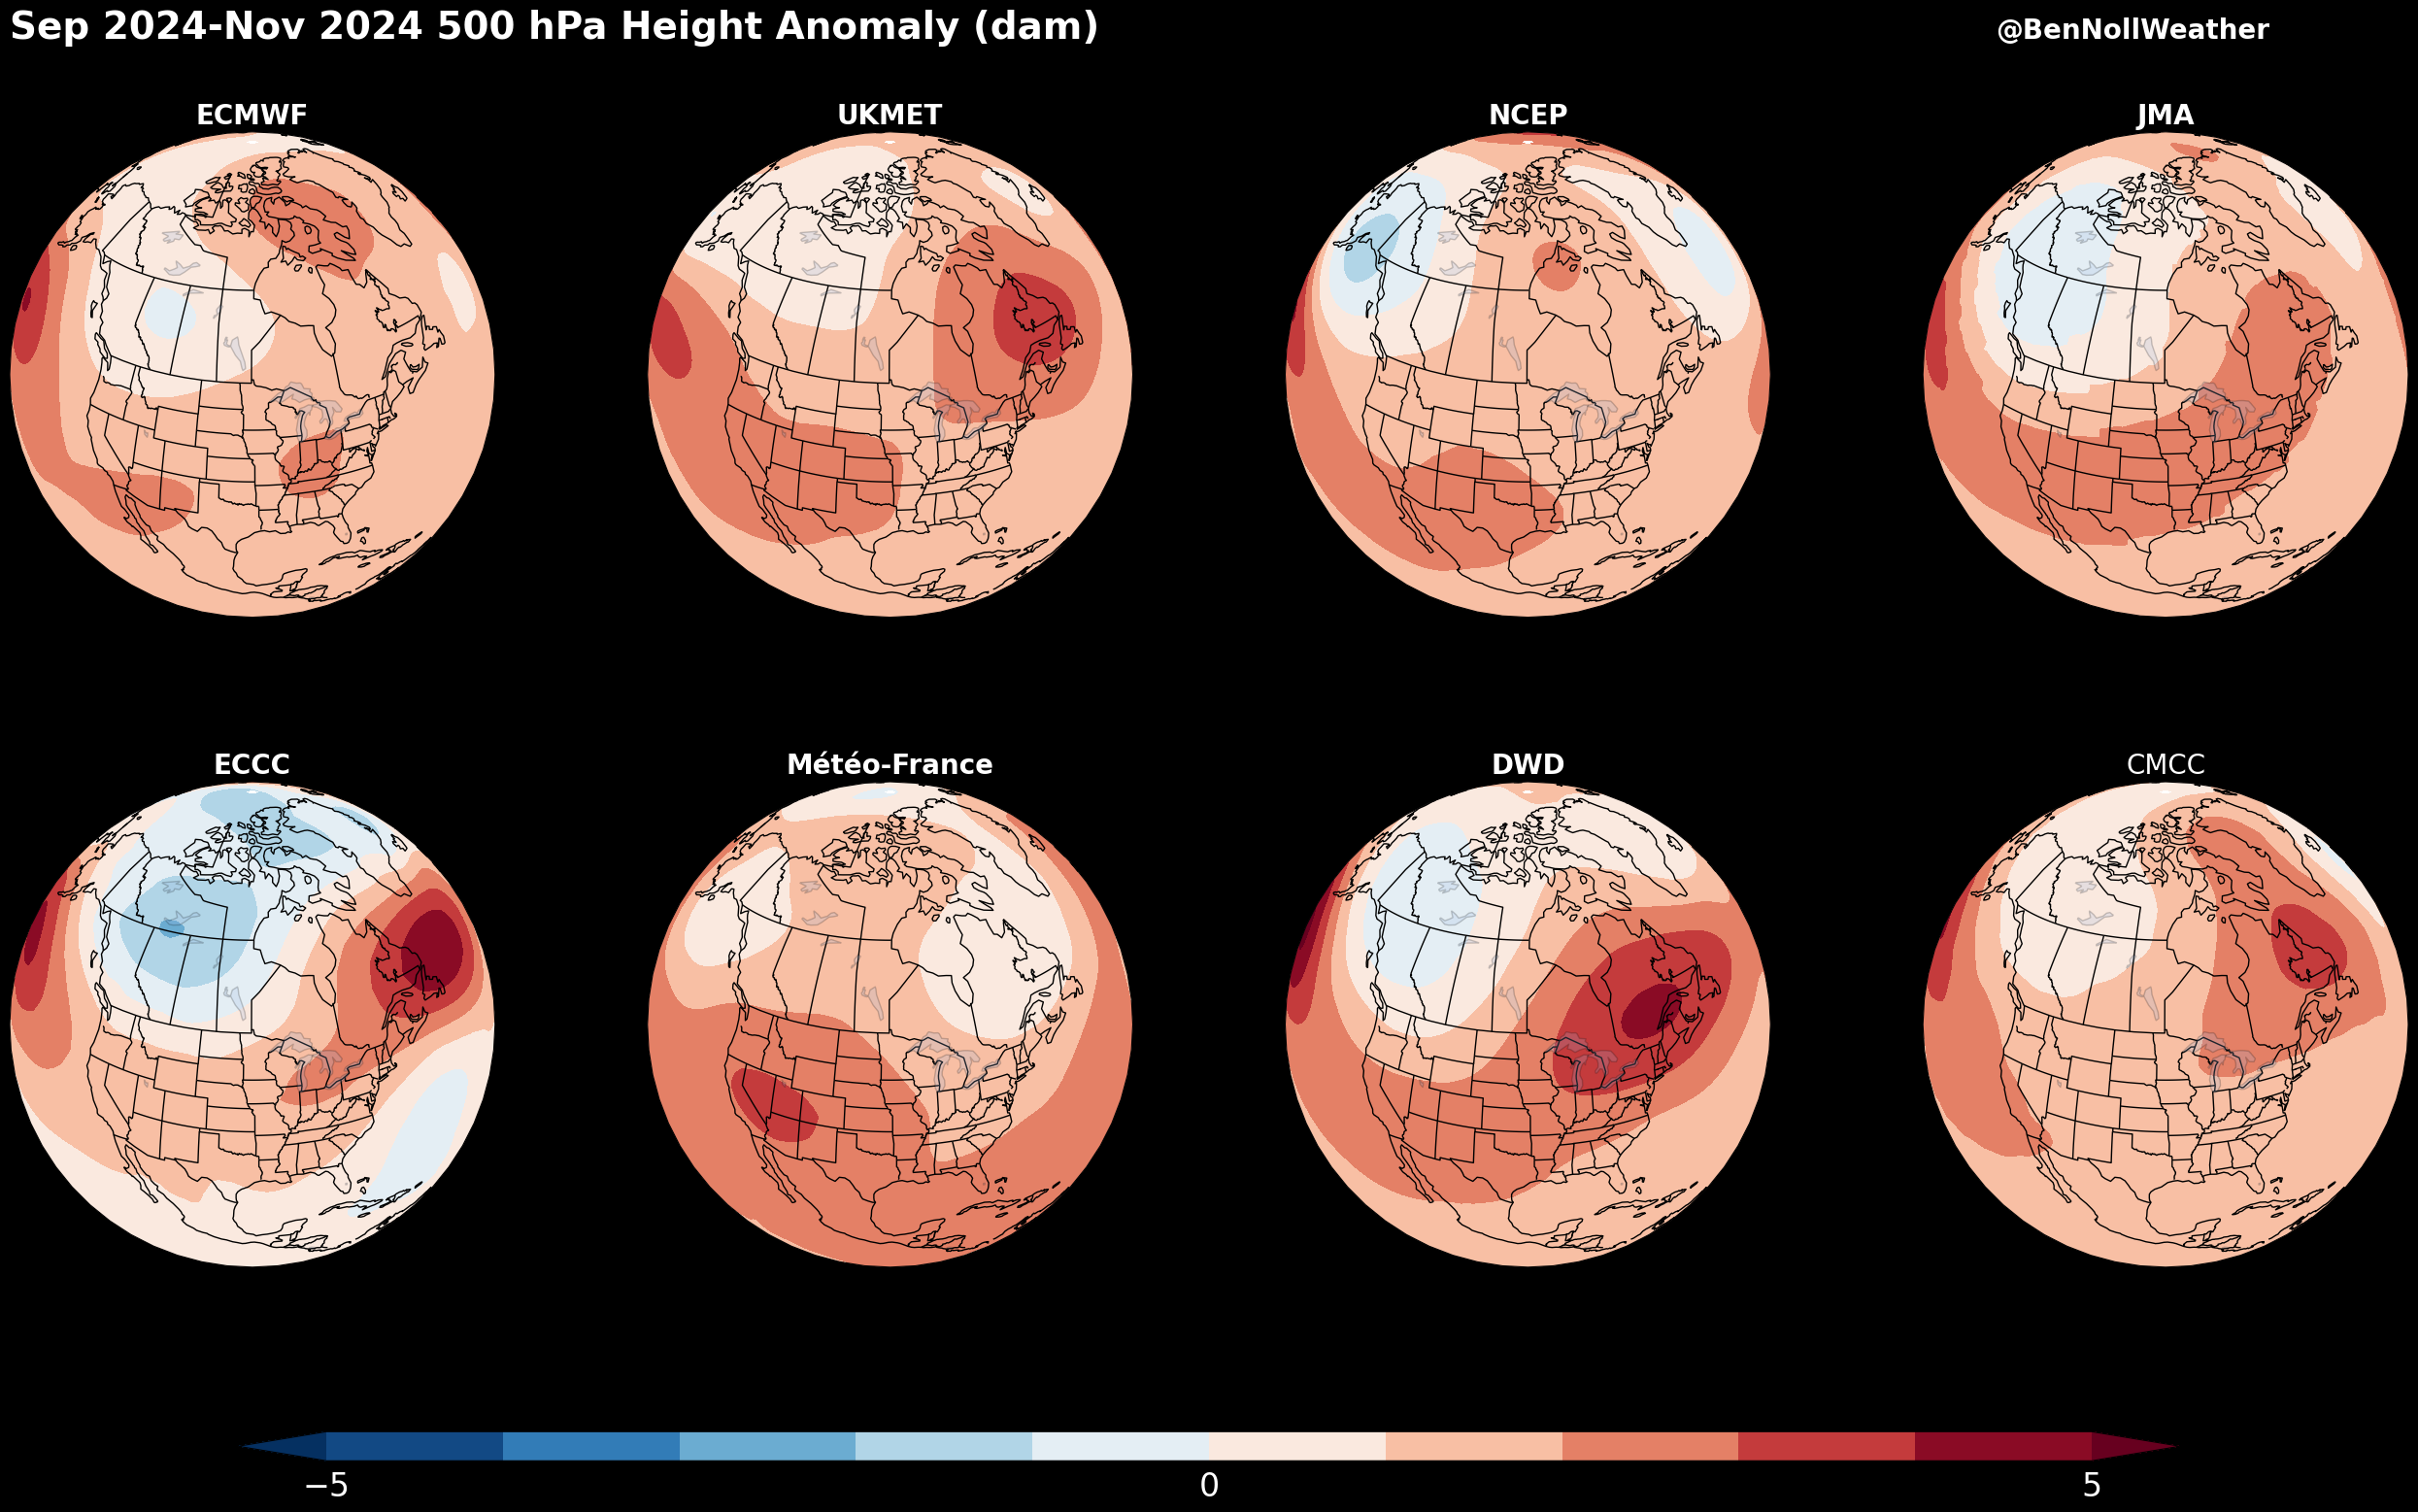 Sep 2024-Nov 2024 500 hPa Height Anomaly (dam)
@BenNollWeather
ECMWF
UKMET
NCEP
JMA
ECCC
Météo-France
DWD
CMCC
−5
0
5